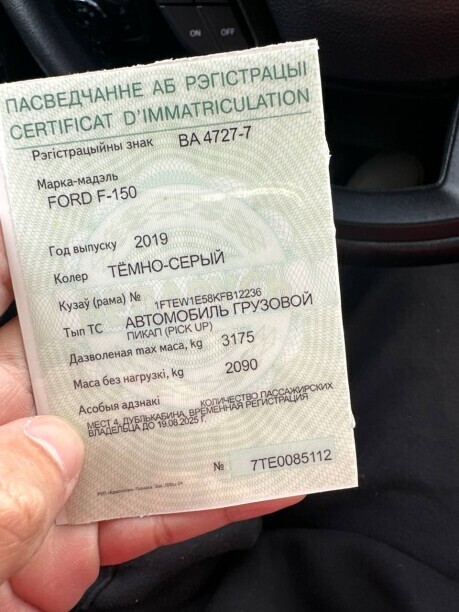 ON OFF
ПАСВЕДЧАННЕ АБ РЭГІСТРАЦЫІ
CERTIFICAT D'IMMATRICULATION
Рэгістрацыйны знак ВА 4727-7
Марка-мадэль
FORD F-150
Год выпуску 2019
Колер ТЁМНО-СЕРЫЙ
Кузаў (рама) № 1FTEW1E58KFB12236
Тып ТС АВТОМОБИЛЬ ГРУЗОВОЙ
ПИКАП (PICK UP)
Дазволеная max маса, kg 3175
Маса без нагрузкі, kg 2090
Асобыя адзнакі КОЛИЧЕСТВО ПАССАЖИРСКИХ
МЕСТ 4, ДУБЛЬКАБИНА, ВРЕМЕННАЯ РЕГИСТРАЦИЯ
ВЛАДЕЛЬЦА ДО 19.08.2025 Г.
№ 7TE0085112